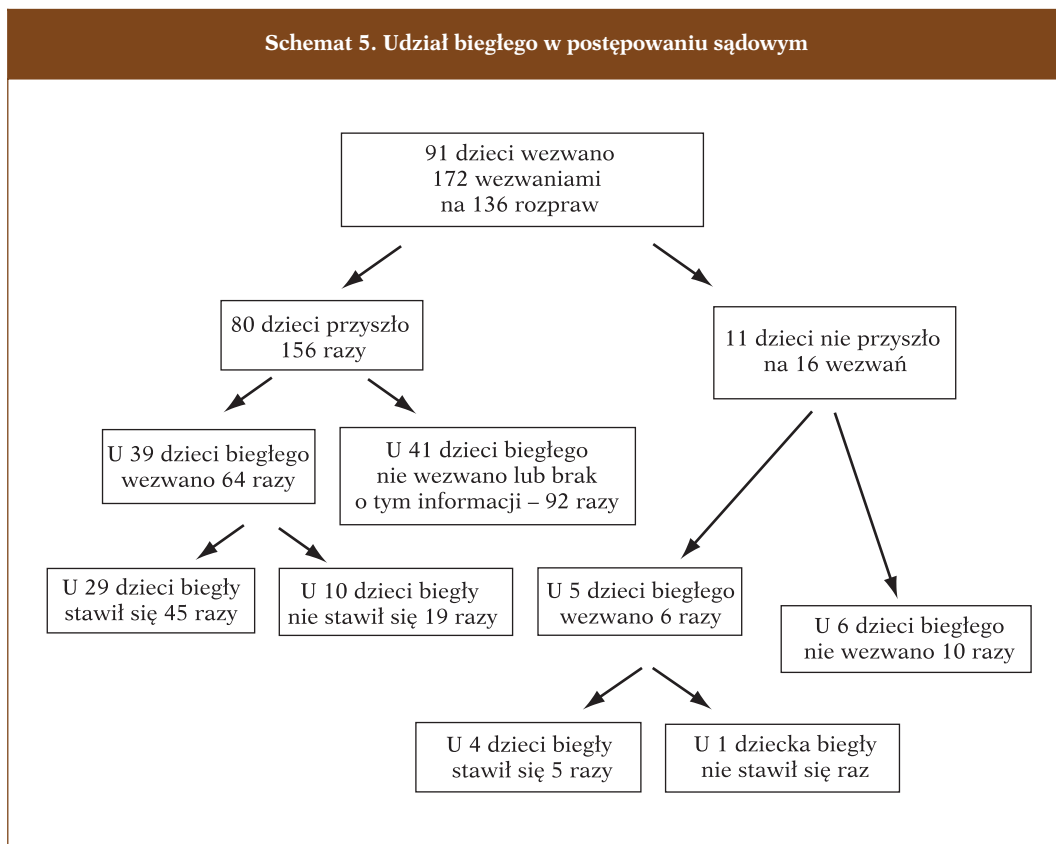 Schemat 5. Udział biegłego w postępowaniu sądowym
91 dzieci wezwano
172 wezwaniami
na 136 rozpraw
80 dzieci przyszło
156 razy
11 dzieci nie przyszło
na 16 wezwań
U 39 dzieci biegłego
wezwano 64 razy
U 41 dzieci biegłego
nie wezwano lub brak
o tym informacji – 92 razy
U 29 dzieci biegły
stawił się 45 razy
U 10 dzieci biegły
nie stawił się 19 razy
U 5 dzieci biegłego
wezwano 6 razy
U 6 dzieci biegłego
nie wezwano 10 razy
U 4 dzieci biegły
stawił się 5 razy
U 1 dziecka biegły
nie stawił się raz